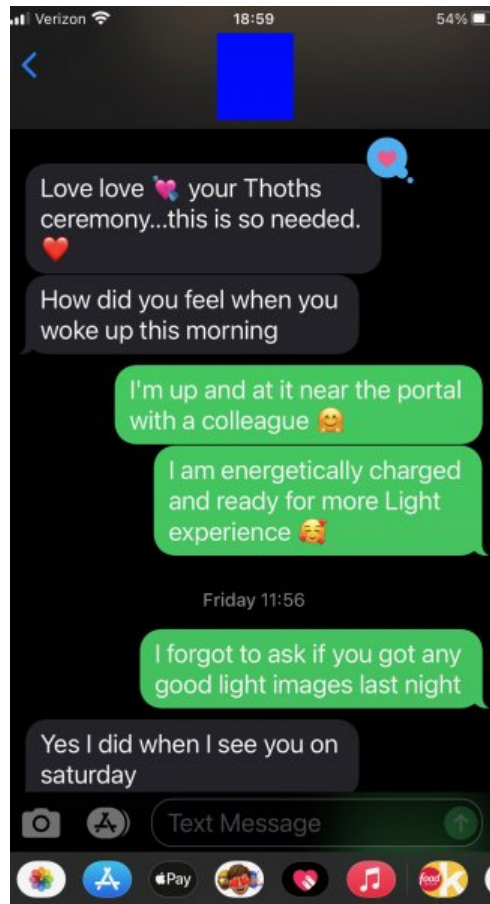 Verizon 18:59 54%
Love love 💘 your Thoths
ceremony...this is so needed.
❤️
How did you feel when you
woke up this morning
I'm up and at it near the portal
with a colleague 🤗
I am energetically charged
and ready for more Light
experience 🥰
Friday 11:56
I forgot to ask if you got any
good light images last night
Yes I did when I see you on
saturday
Text Message
Pay food